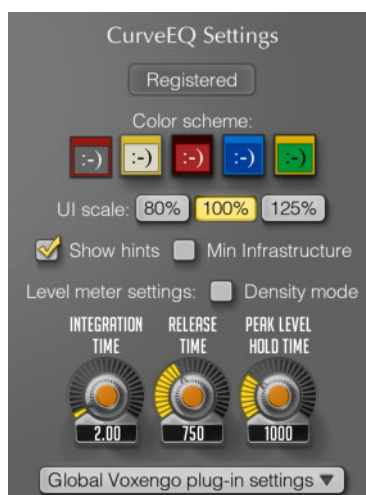 CurveEQ Settings
Registered
Color scheme:
:-) :-) :-) :-) :-)
UI scale: 80% 100% 125%
Show hints Min Infrastructure
Level meter settings: Density mode
INTEGRATION RELEASE PEAK LEVEL
TIME TIME HOLD TIME
2.00 750 1000
Global Voxengo plug-in settings ▼